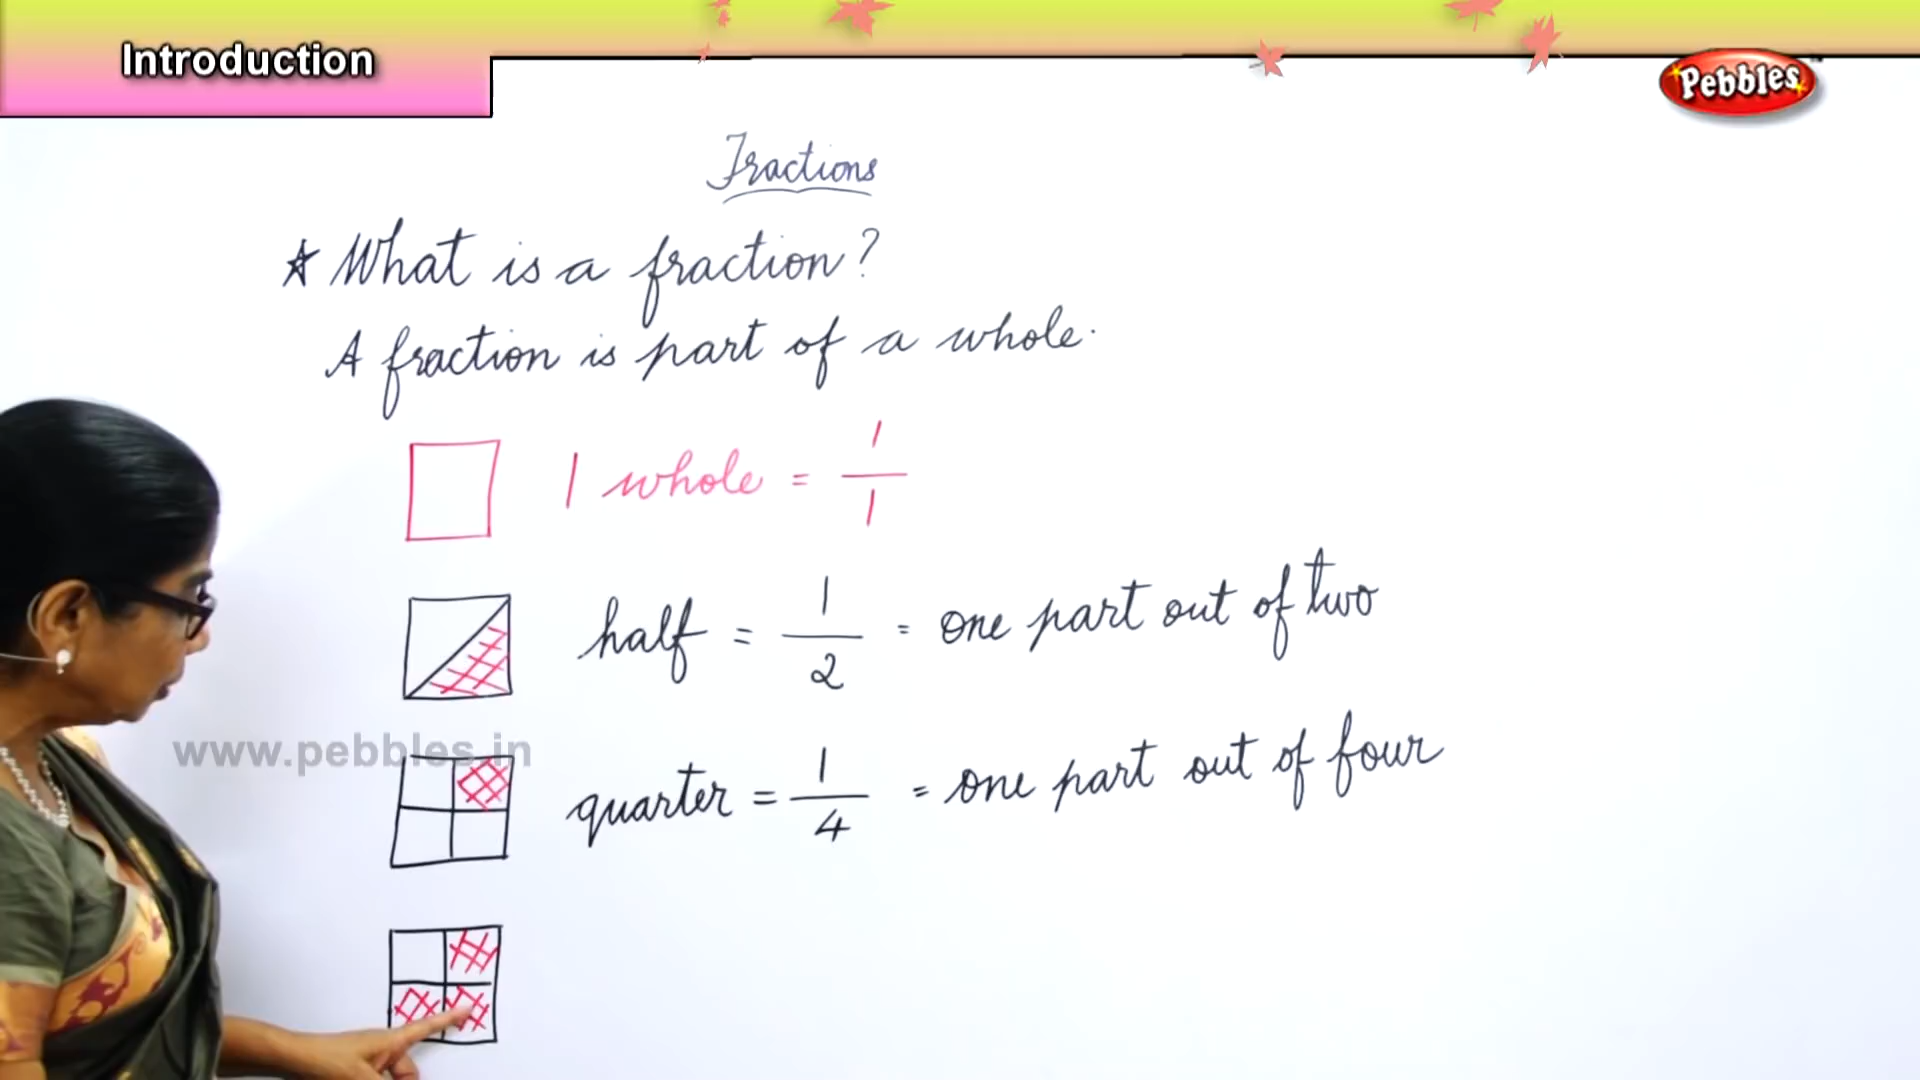 Introduction
Pebbles
Fractions
☆ What is a fraction?
A fraction is part of a whole.
1 whole = 1/1
half = 1/2 = one part out of two
www.pebbles.in
quarter = 1/4 = one part out of four